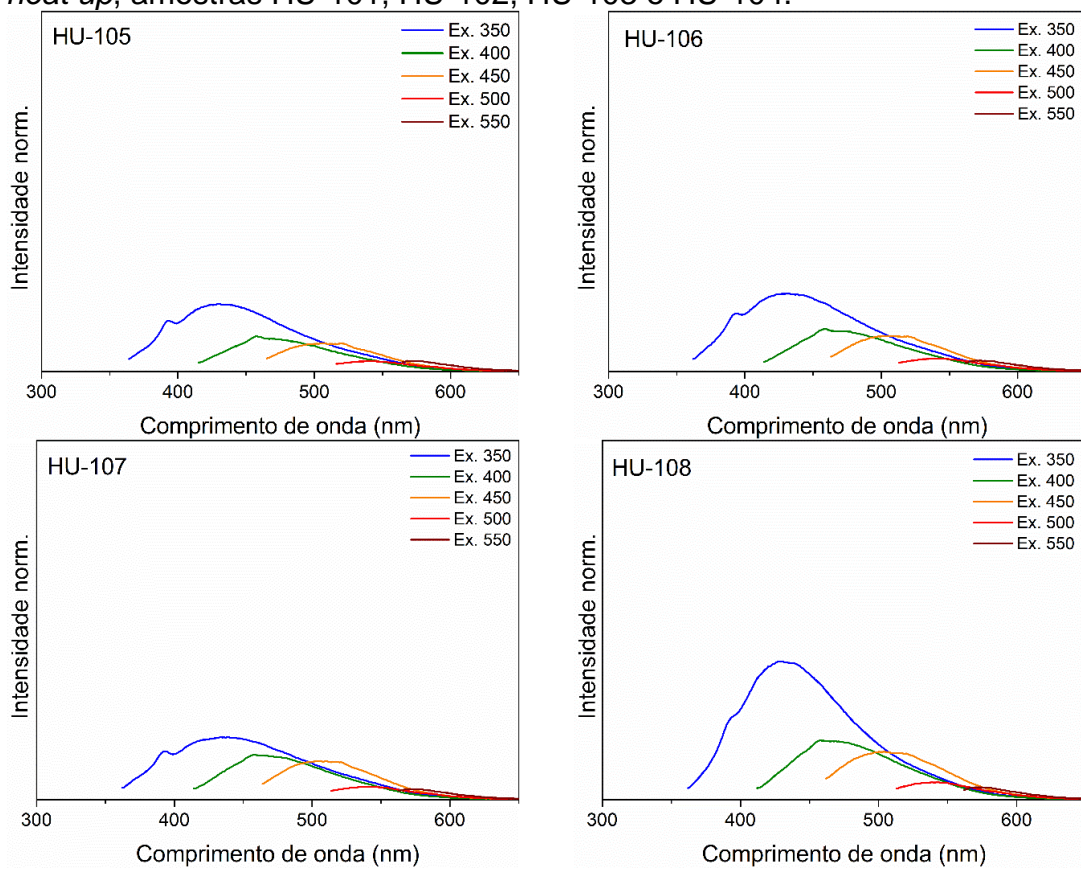 heat-up, amostras HU-101, HU-102, HU-103 e HU-104.
HU-105
Ex. 350
Ex. 400
Ex. 450
Ex. 500
Ex. 550
Intensidade norm.
300 400 500 600
Comprimento de onda (nm)
HU-106
Ex. 350
Ex. 400
Ex. 450
Ex. 500
Ex. 550
Intensidade norm.
300 400 500 600
Comprimento de onda (nm)
HU-107
Ex. 350
Ex. 400
Ex. 450
Ex. 500
Ex. 550
Intensidade norm.
300 400 500 600
Comprimento de onda (nm)
HU-108
Ex. 350
Ex. 400
Ex. 450
Ex. 500
Ex. 550
Intensidade norm.
300 400 500 600
Comprimento de onda (nm)